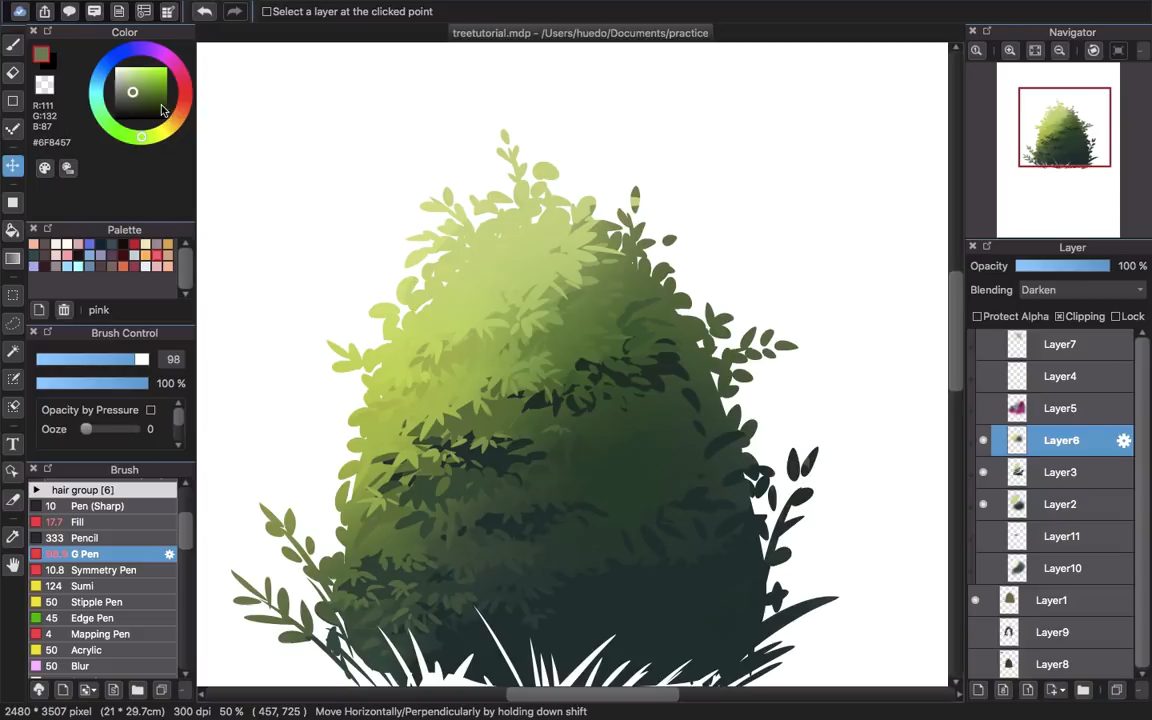 Select a layer at the clicked point
treetutorial.mdp - /Users/huedo/Documents/practice
Color
R:111
G:132
B:87
#6F8457
Palette
pink
Brush Control
98
100 %
Opacity by Pressure
Ooze 0
Brush
hair group [6]
10 Pen (Sharp)
17.7 Fill
333 Pencil
98.9 G Pen
10.8 Symmetry Pen
124 Sumi
50 Stipple Pen
45 Edge Pen
4 Mapping Pen
50 Acrylic
50 Blur
Navigator
Layer
Opacity 100 %
Blending Darken
Protect Alpha Clipping Lock
Layer7
Layer4
Layer5
Layer6
Layer3
Layer2
Layer11
Layer10
Layer1
Layer9
Layer8
2480 * 3507 pixel (21 * 29.7cm) 300 dpi 50 % ( 457, 725 ) Move Horizontally/Perpendicularly by holding down shift